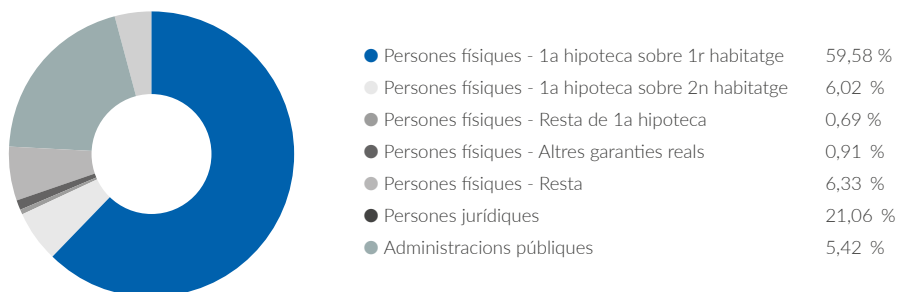 Persones físiques - 1a hipoteca sobre 1r habitatge 59,58 %
Persones físiques - 1a hipoteca sobre 2n habitatge 6,02 %
Persones físiques - Resta de 1a hipoteca 0,69 %
Persones físiques - Altres garanties reals 0,91 %
Persones físiques - Resta 6,33 %
Persones jurídiques 21,06 %
Administracions públiques 5,42 %